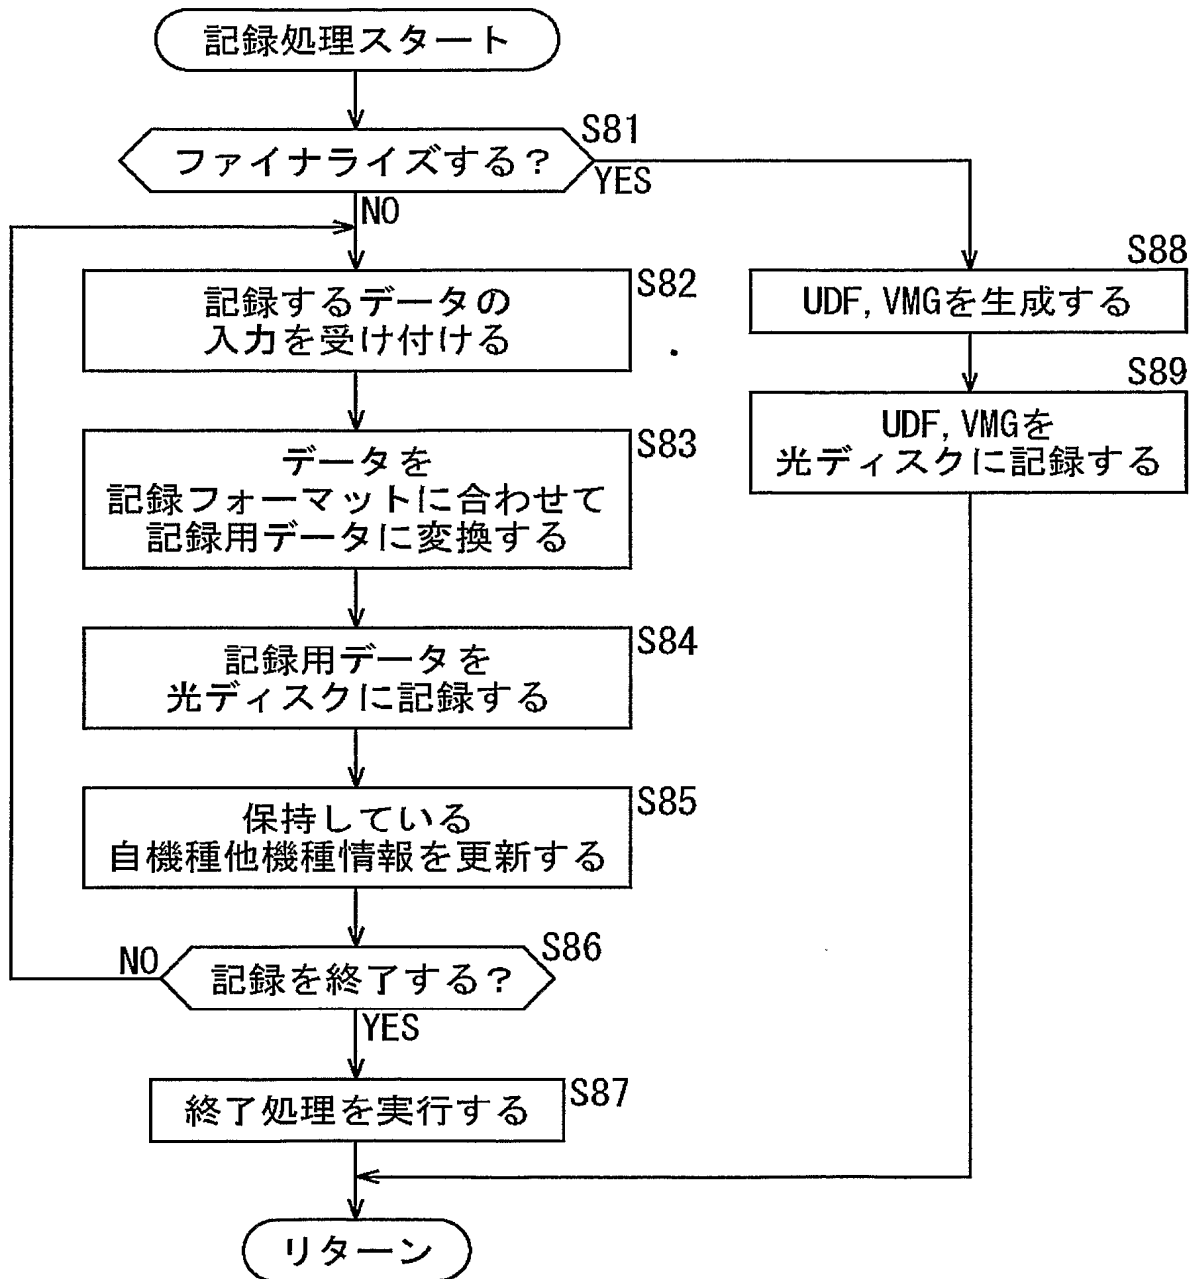 記録処理スタート
S81
ファイナライズする？
YES
NO
S82
記録するデータの
入力を受け付ける
S83
データを
記録フォーマットに合わせて
記録用データに変換する
S84
記録用データを
光ディスクに記録する
S85
保持している
自機種他機種情報を更新する
S86
NO
記録を終了する？
YES
S87
終了処理を実行する
S88
UDF, VMGを生成する
S89
UDF, VMGを
光ディスクに記録する
リターン